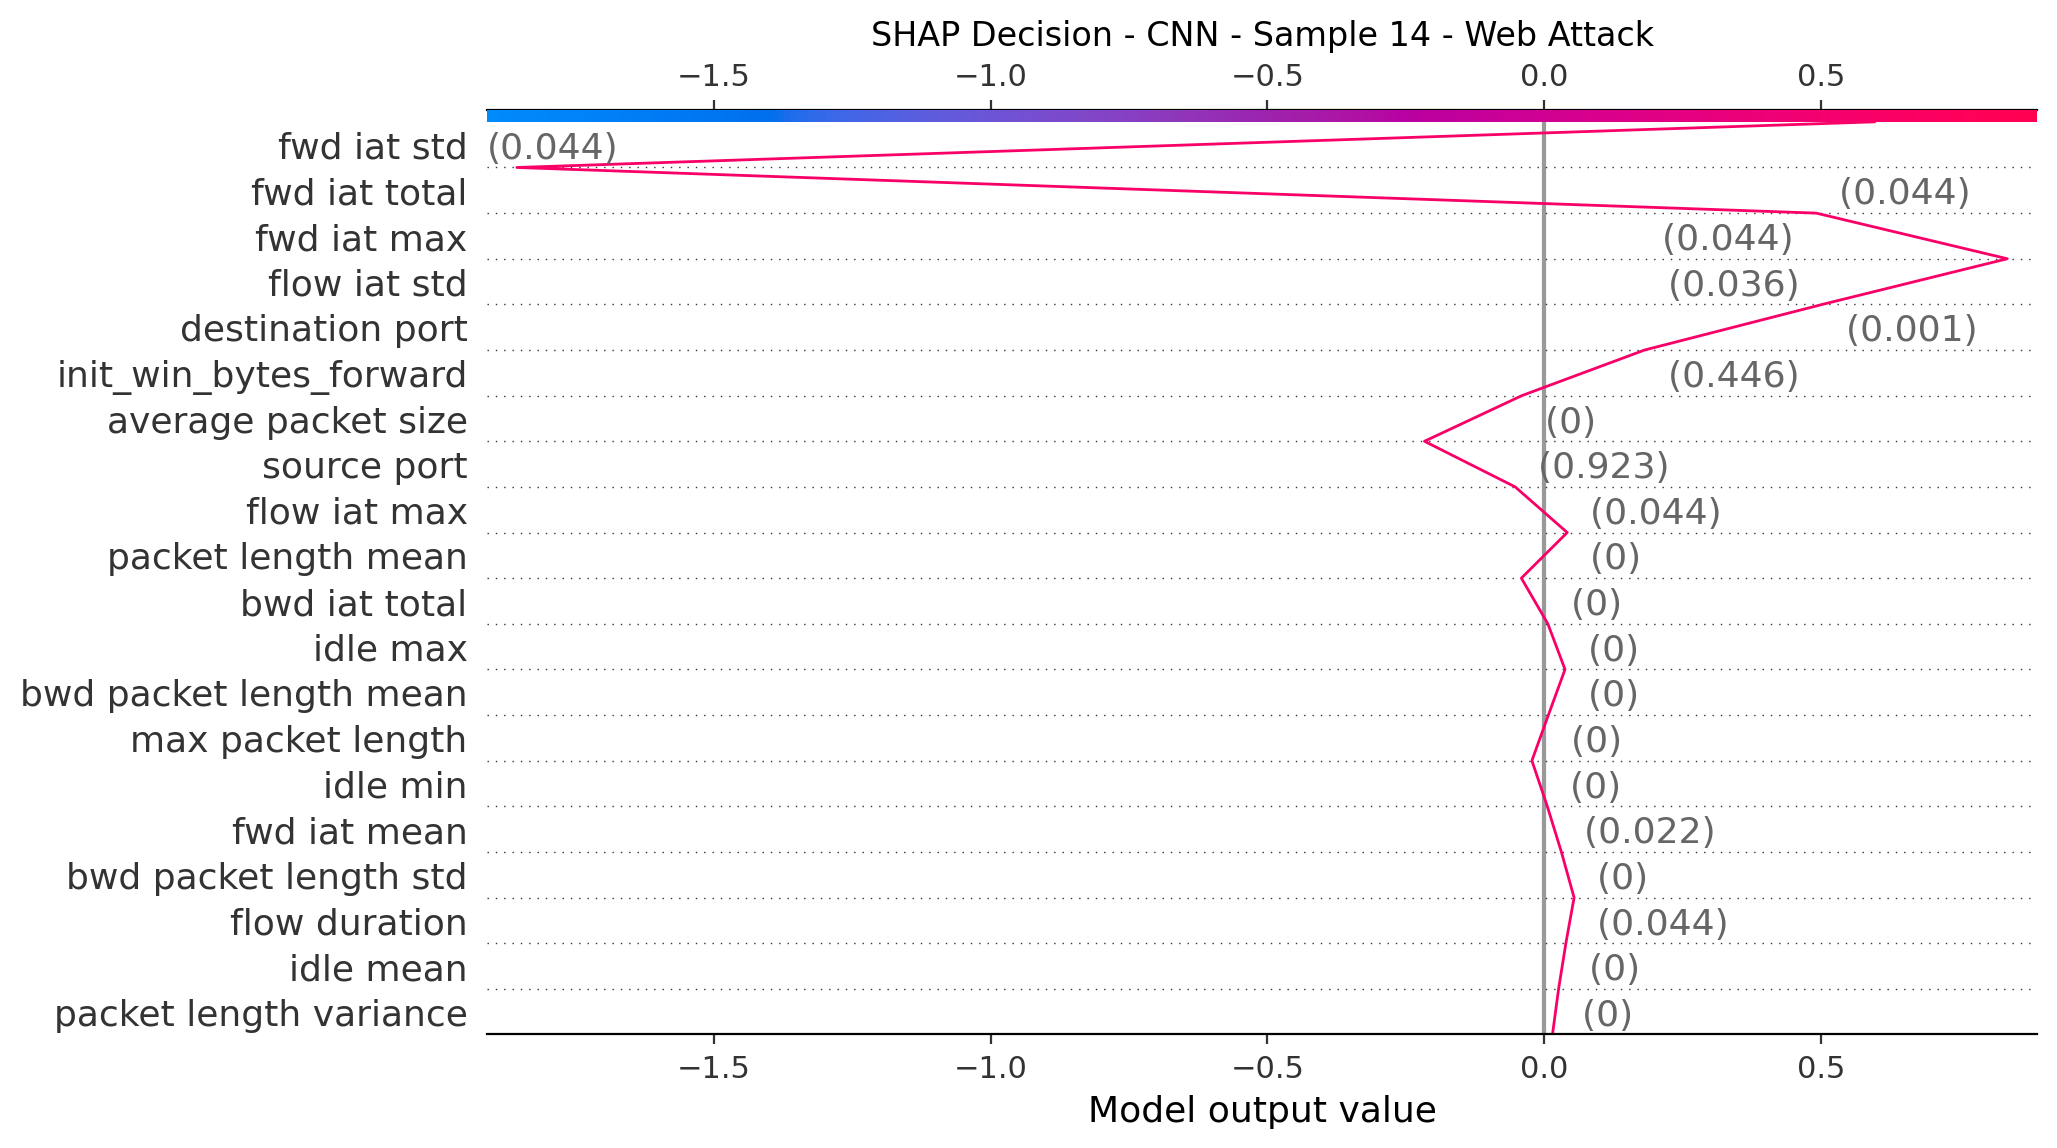 SHAP Decision - CNN - Sample 14 - Web Attack
−1.5 −1.0 −0.5 0.0 0.5
fwd iat std (0.044)
fwd iat total (0.044)
fwd iat max (0.044)
flow iat std (0.036)
destination port (0.001)
init_win_bytes_forward (0.446)
average packet size (0)
source port (0.923)
flow iat max (0.044)
packet length mean (0)
bwd iat total (0)
idle max (0)
bwd packet length mean (0)
max packet length (0)
idle min (0)
fwd iat mean (0.022)
bwd packet length std (0)
flow duration (0.044)
idle mean (0)
packet length variance (0)
−1.5 −1.0 −0.5 0.0 0.5
Model output value